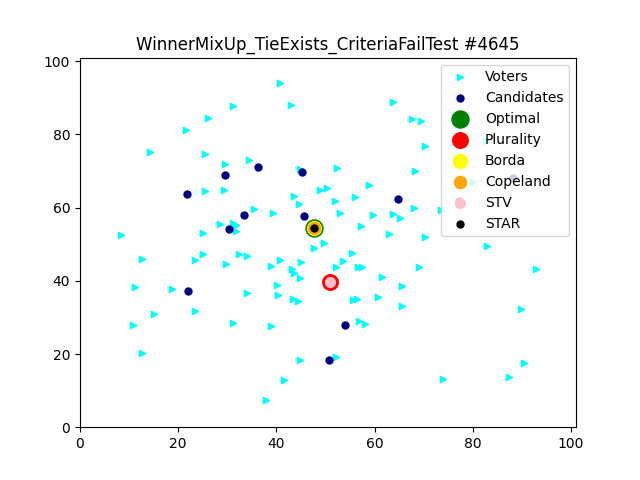 WinnerMixUp_TieExists_CriteriaFailTest #4645
100
80
60
40
20
0
0 20 40 60 80 100
Voters
Candidates
Optimal
Plurality
Borda
Copeland
STV
STAR